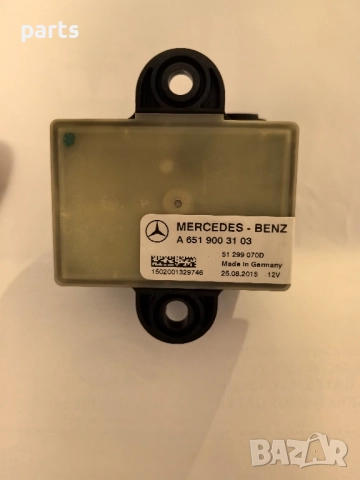 parts
MERCEDES - BENZ
A 651 900 31 03
51 299 070D
Made in Germany
1502001329746
25.08.2015 12V
BAZAR